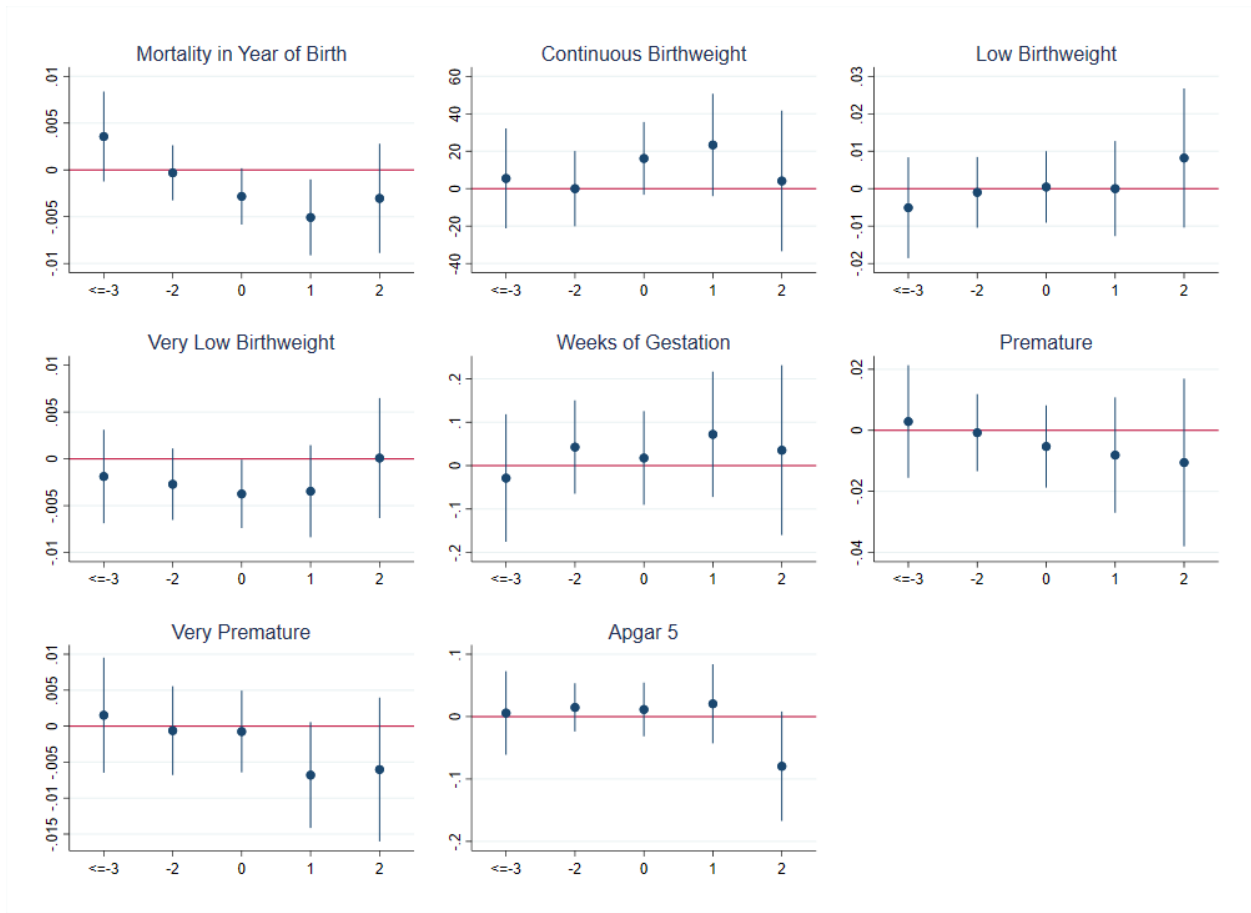 Mortality in Year of Birth
.01
.005
0
-.005
-.01
<=-3 -2 0 1 2
Continuous Birthweight
60
40
20
0
-20
-40
<=-3 -2 0 1 2
Low Birthweight
.03
.02
.01
0
-.01
-.02
<=-3 -2 0 1 2
Very Low Birthweight
.01
.005
0
-.005
-.01
<=-3 -2 0 1 2
Weeks of Gestation
.2
.1
0
-.1
-.2
<=-3 -2 0 1 2
Premature
.02
0
-.02
-.04
<=-3 -2 0 1 2
Very Premature
.01
.005
0
-.005
-.01
-.015
<=-3 -2 0 1 2
Apgar 5
.1
0
-.1
-.2
<=-3 -2 0 1 2